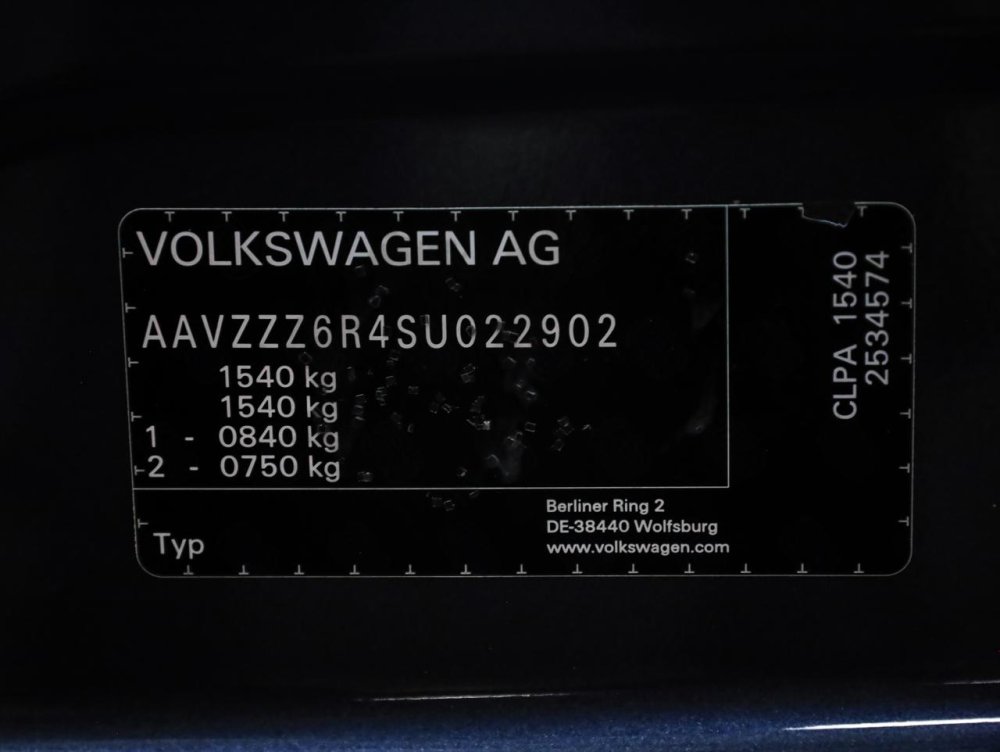 VOLKSWAGEN AG
AAVZZZ6R4SU022902
1540 kg
1540 kg
1 - 0840 kg
2 - 0750 kg
Typ
Berliner Ring 2
DE-38440 Wolfsburg
www.volkswagen.com
CLPA 1540
2534574